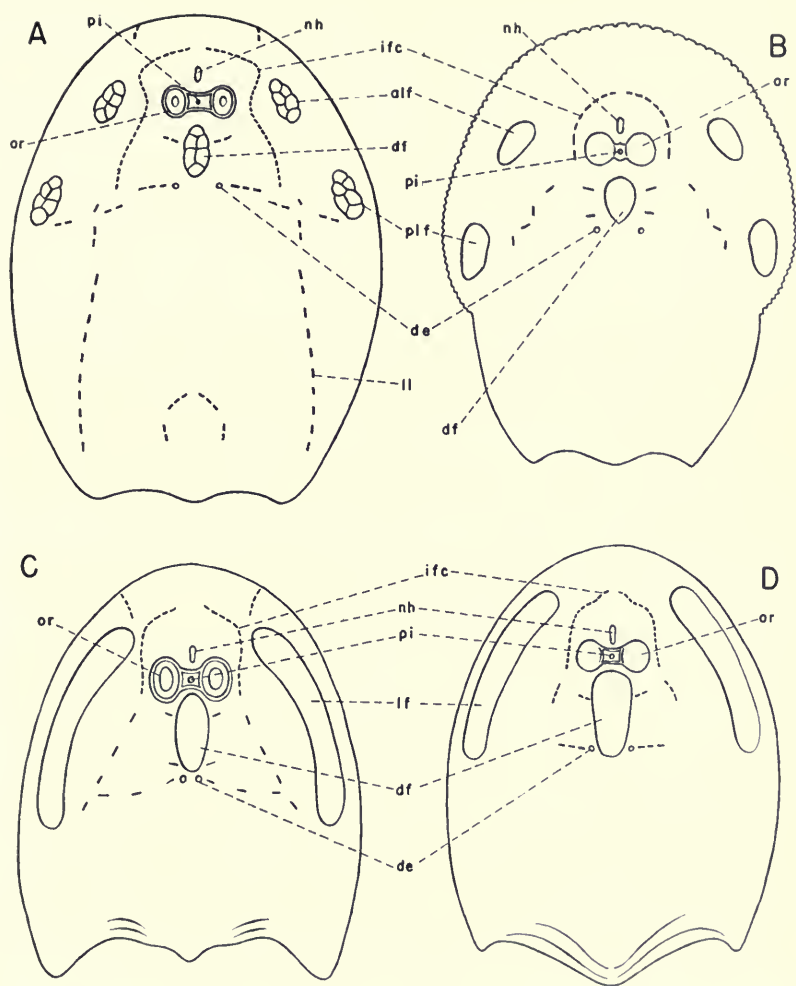 A
pi
nh
ifc
nh
B
or
alf
or
df
pi
plf
de
ll
df
C
ifc
D
or
nh
pi
or
lf
df
de